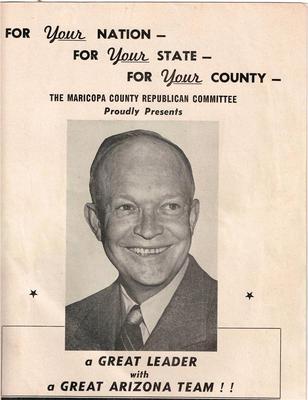 FOR Your NATION —
FOR Your STATE —
FOR Your COUNTY —
THE MARICOPA COUNTY REPUBLICAN COMMITTEE
Proudly Presents
a GREAT LEADER
with
a GREAT ARIZONA TEAM ! !